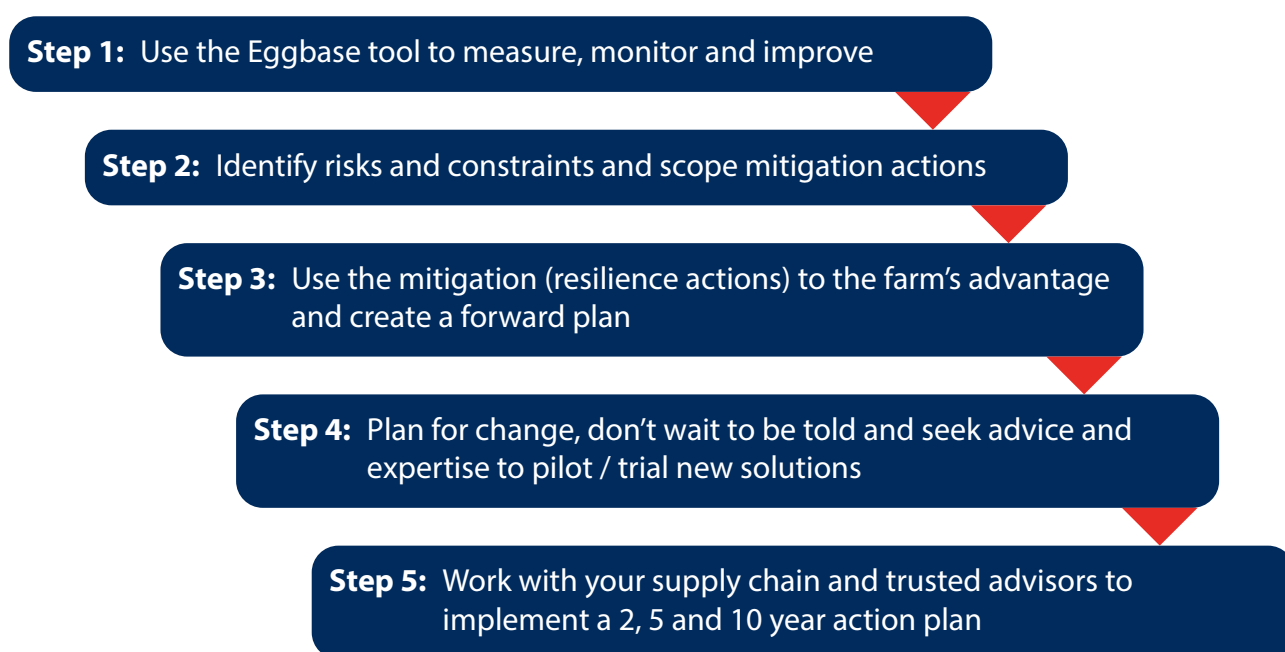 Step 1: Use the Eggbase tool to measure, monitor and improve
Step 2: Identify risks and constraints and scope mitigation actions
Step 3: Use the mitigation (resilience actions) to the farm’s advantage
and create a forward plan
Step 4: Plan for change, don’t wait to be told and seek advice and
expertise to pilot / trial new solutions
Step 5: Work with your supply chain and trusted advisors to
implement a 2, 5 and 10 year action plan